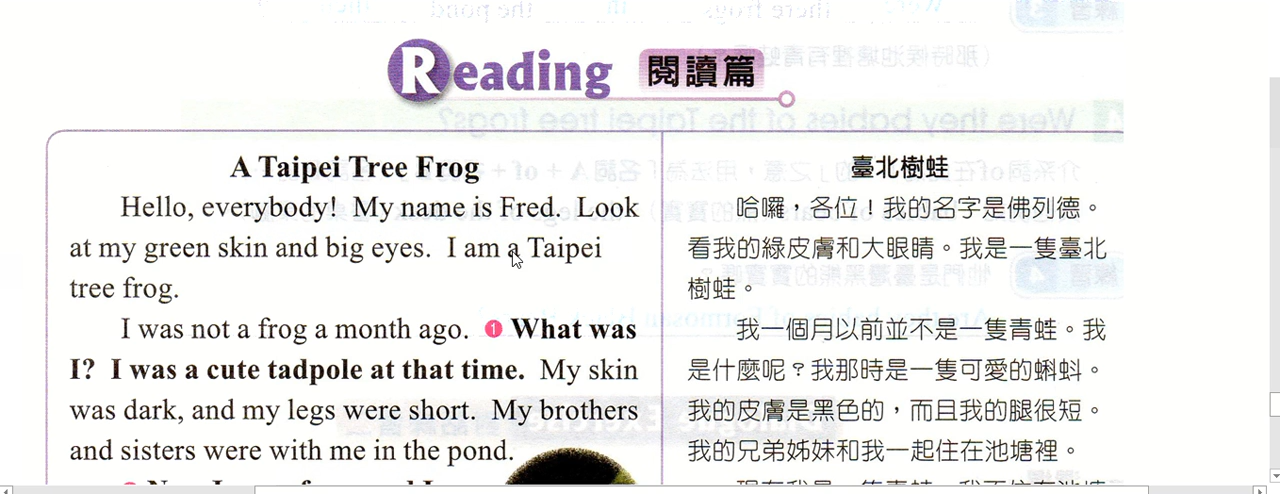 Reading 閱讀篇
A Taipei Tree Frog
Hello, everybody! My name is Fred. Look
at my green skin and big eyes. I am a Taipei
tree frog.
I was not a frog a month ago. ❶ What was
I? I was a cute tadpole at that time. My skin
was dark, and my legs were short. My brothers
and sisters were with me in the pond.
臺北樹蛙
哈囉，各位！我的名字是佛列德。
看我的綠皮膚和大眼睛。我是一隻臺北
樹蛙。
我一個月以前並不是一隻青蛙。我
是什麼呢？我那時是一隻可愛的蝌蚪。
我的皮膚是黑色的，而且我的腿很短。
我的兄弟姊妹和我一起住在池塘裡。